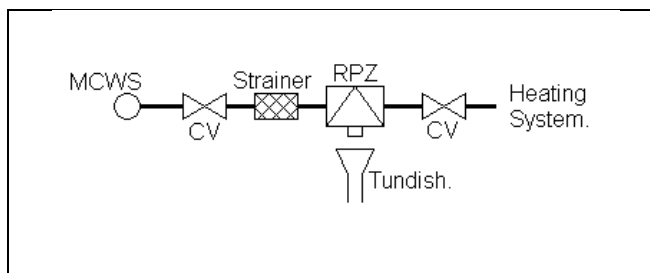 MCWS
Strainer
RPZ
CV
CV
Heating
System.
Tundish.